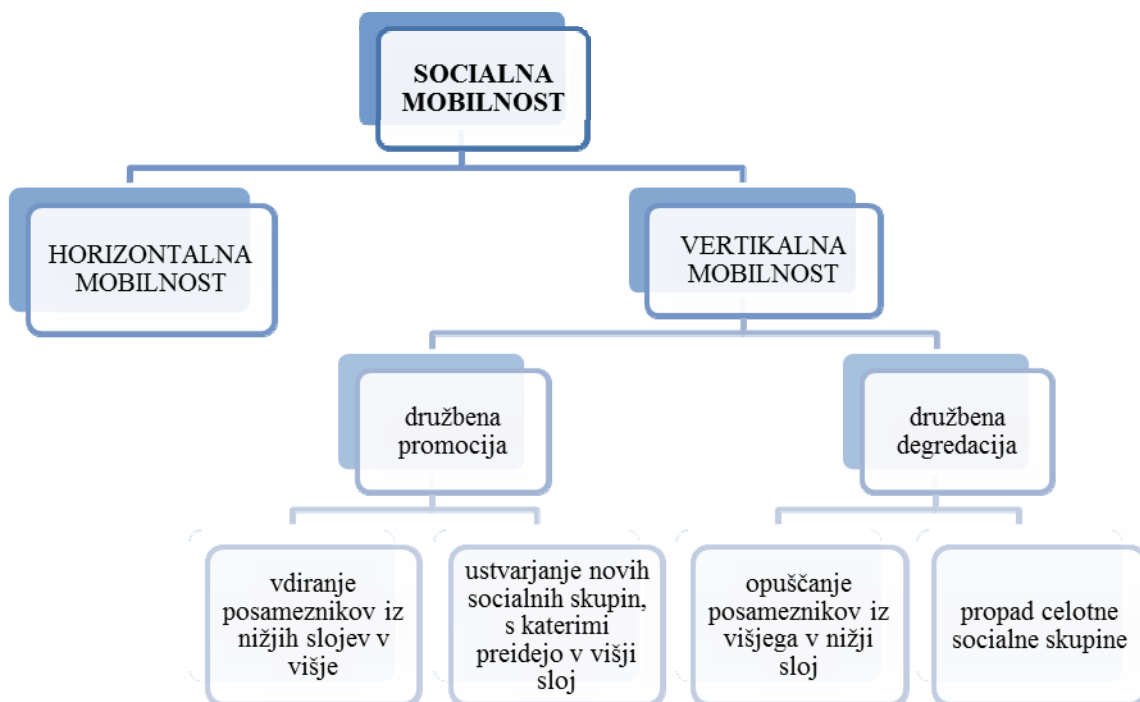 SOCIALNA
MOBILNOST
HORIZONTALNA
MOBILNOST
VERTIKALNA
MOBILNOST
družbena
promocija
družbena
degredacija
vdiranje
posameznikov iz
nižjih slojev v
višje
ustvarjanje novih
socialnih skupin,
s katerimi
preidejo v višji
sloj
opuščanje
posameznikov iz
višjega v nižji
sloj
propad celotne
socialne skupine